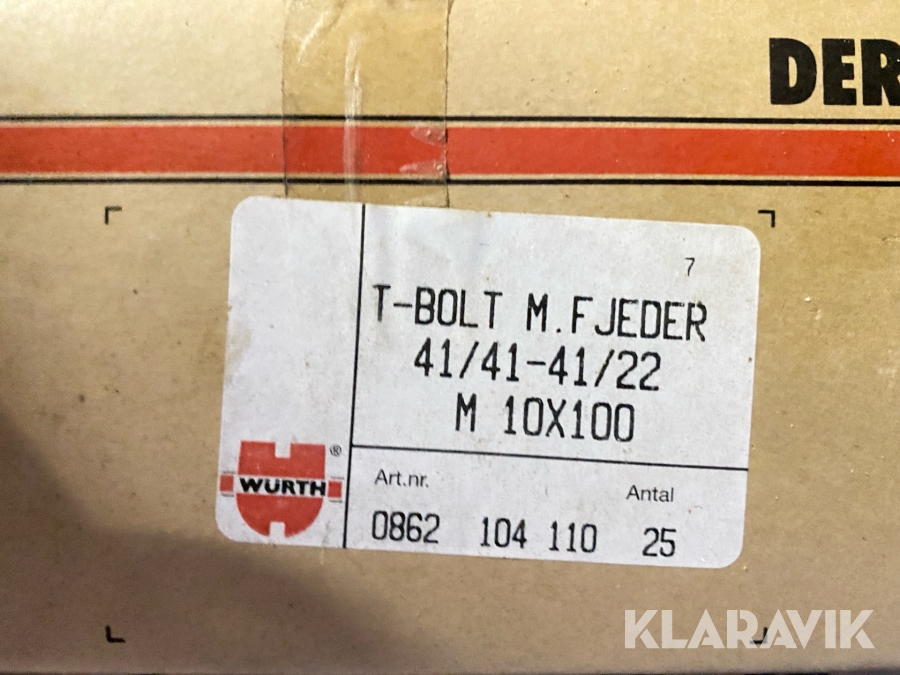 DER
7
T-BOLT M.FJEDER
41/41-41/22
M 10X100
WÜRTH®
Art.nr.
Antal
0862 104 110 25
KLARAVIK